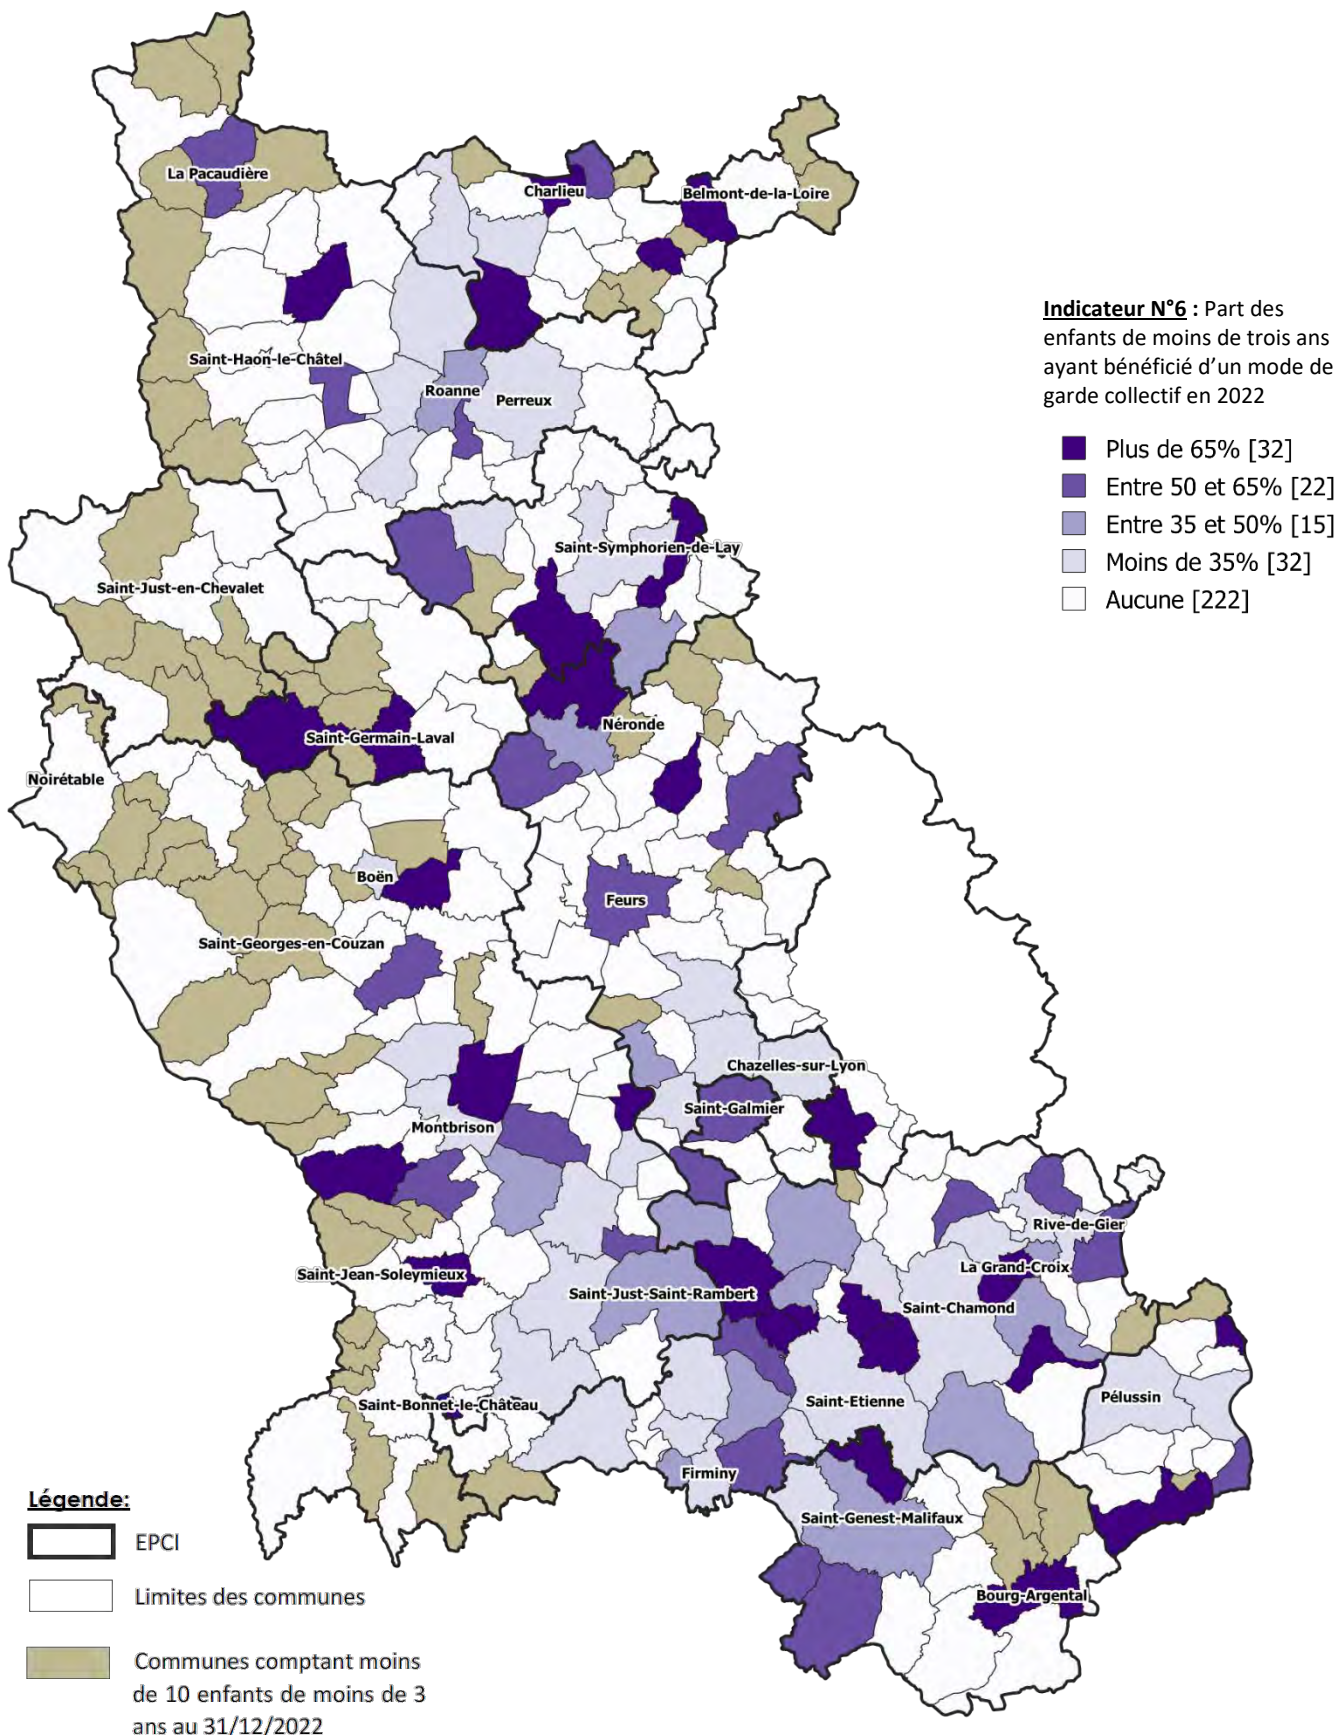 La Pacaudière
Charlieu
Belmont-de-la-Loire
Indicateur N°6 : Part des
enfants de moins de trois ans
ayant bénéficié d’un mode de
garde collectif en 2022
Plus de 65% [32]
Entre 50 et 65% [22]
Entre 35 et 50% [15]
Moins de 35% [32]
Aucune [222]
Saint-Haon-le-Châtel
Roanne
Perreux
Saint-Symphorien-de-Lay
Saint-Just-en-Chevalet
Néronde
Saint-Germain-Laval
Noirétable
Boën
Feurs
Saint-Georges-en-Couzan
Chazelles-sur-Lyon
Saint-Galmier
Montbrison
Rive-de-Gier
La Grand-Croix
Saint-Jean-Soleymieux
Saint-Just-Saint-Rambert
Saint-Chamond
Pélussin
Saint-Etienne
Saint-Bonnet-le-Château
Firminy
Saint-Genest-Malifaux
Bourg-Argental
Légende:
EPCI
Limites des communes
Communes comptant moins
de 10 enfants de moins de 3
ans au 31/12/2022